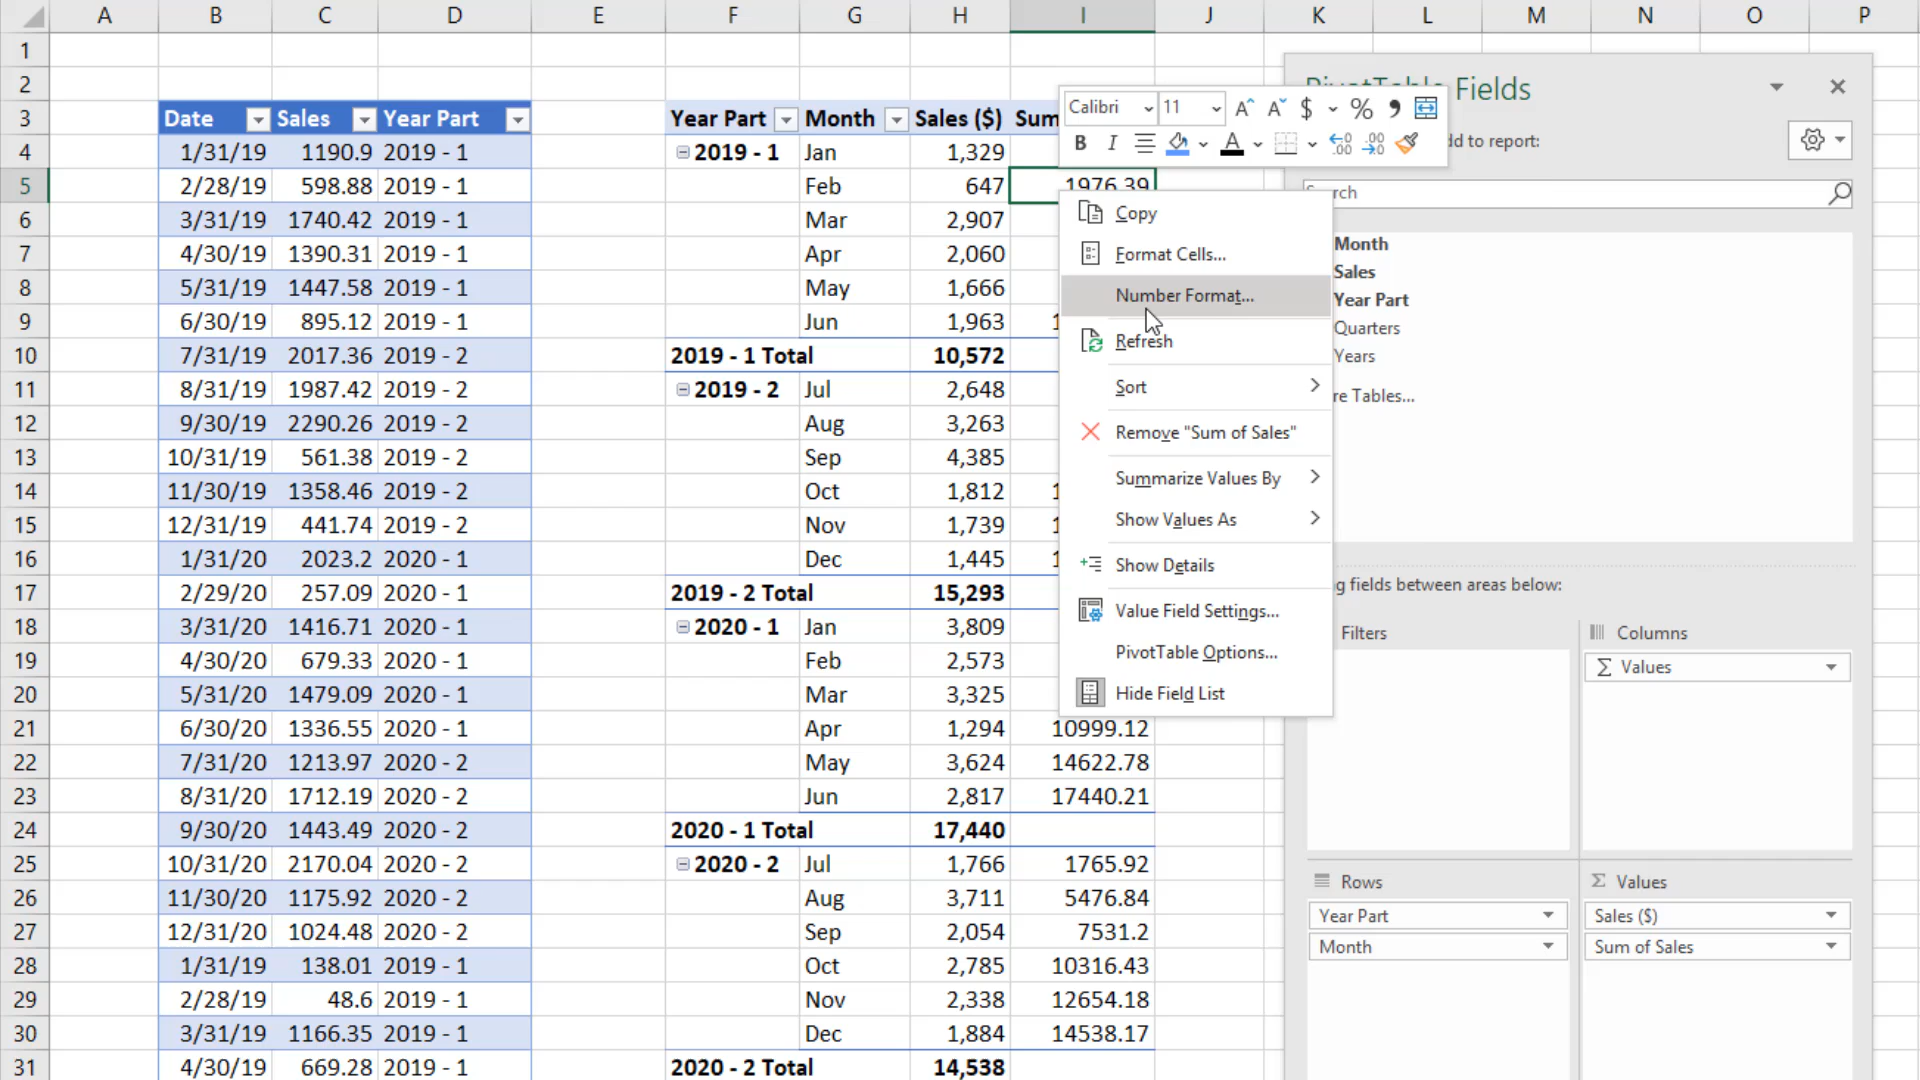 A B C D E F G H I J K L M N O P
1
2
3 Date Sales Year Part Year Part Month Sales ($) Sum
4 1/31/19 1190.9 2019 - 1 2019 - 1 Jan 1,329
5 2/28/19 598.88 2019 - 1 Feb 647 1976.39
6 3/31/19 1740.42 2019 - 1 Mar 2,907
7 4/30/19 1390.31 2019 - 1 Apr 2,060
8 5/31/19 1447.58 2019 - 1 May 1,666
9 6/30/19 895.12 2019 - 1 Jun 1,963
10 7/31/19 2017.36 2019 - 2 2019 - 1 Total 10,572
11 8/31/19 1987.42 2019 - 2 2019 - 2 Jul 2,648
12 9/30/19 2290.26 2019 - 2 Aug 3,263
13 10/31/19 561.38 2019 - 2 Sep 4,385
14 11/30/19 1358.46 2019 - 2 Oct 1,812
15 12/31/19 441.74 2019 - 2 Nov 1,739
16 1/31/20 2023.2 2020 - 1 Dec 1,445
17 2/29/20 257.09 2020 - 1 2019 - 2 Total 15,293
18 3/31/20 1416.71 2020 - 1 2020 - 1 Jan 3,809
19 4/30/20 679.33 2020 - 1 Feb 2,573
20 5/31/20 1479.09 2020 - 1 Mar 3,325
21 6/30/20 1336.55 2020 - 1 Apr 1,294 10999.12
22 7/31/20 1213.97 2020 - 2 May 3,624 14622.78
23 8/31/20 1712.19 2020 - 2 Jun 2,817 17440.21
24 9/30/20 1443.49 2020 - 2 2020 - 1 Total 17,440
25 10/31/20 2170.04 2020 - 2 2020 - 2 Jul 1,766 1765.92
26 11/30/20 1175.92 2020 - 2 Aug 3,711 5476.84
27 12/31/20 1024.48 2020 - 2 Sep 2,054 7531.2
28 1/31/19 138.01 2019 - 1 Oct 2,785 10316.43
29 2/28/19 48.6 2019 - 1 Nov 2,338 12654.18
30 3/31/19 1166.35 2019 - 1 Dec 1,884 14538.17
31 4/30/19 669.28 2019 - 1 2020 - 2 Total 14,538
Calibri 11 A A $ % ,
B I A .00 .00
Copy
Format Cells...
Number Format...
Refresh
Sort
Remove "Sum of Sales"
Summarize Values By
Show Values As
Show Details
Value Field Settings...
PivotTable Options...
Hide Field List
PivotTable Fields
dd to report:
rch
Month
Sales
Year Part
Quarters
Years
re Tables...
g fields between areas below:
Filters
Columns
Σ Values
Rows
Σ Values
Year Part
Month
Sales ($)
Sum of Sales